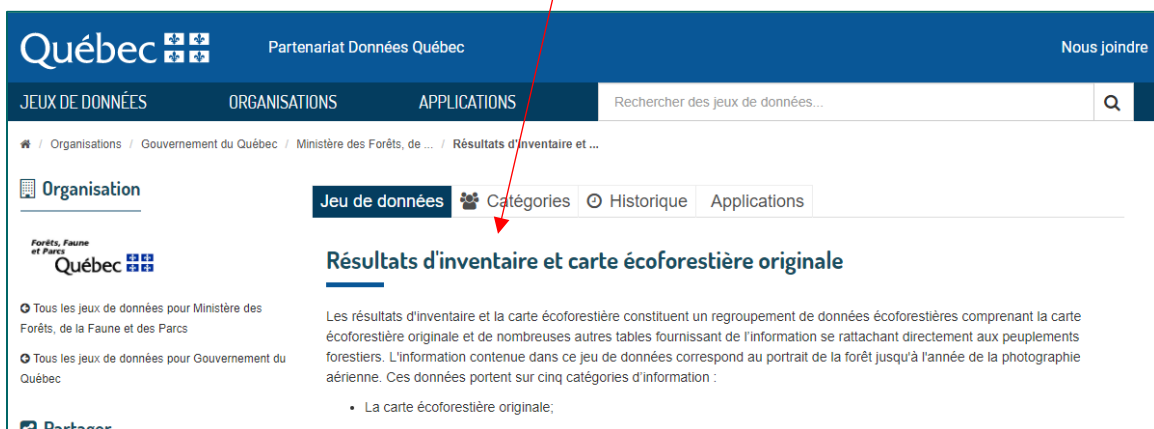 Québec
Partenariat Données Québec
Nous joindre
JEUX DE DONNÉES ORGANISATIONS APPLICATIONS Rechercher des jeux de données...
/ Organisations / Gouvernement du Québec / Ministère des Forêts, de ... / Résultats d'inventaire et ...
Organisation
Forêts, Faune
et Parcs
Québec
Tous les jeux de données pour Ministère des
Forêts, de la Faune et des Parcs
Tous les jeux de données pour Gouvernement du
Québec
Partager
Jeu de données Catégories Historique Applications
Résultats d'inventaire et carte écoforestière originale
Les résultats d'inventaire et la carte écoforestière constituent un regroupement de données écoforestières comprenant la carte
écoforestière originale et de nombreuses autres tables fournissant de l'information se rattachant directement aux peuplements
forestiers. L'information contenue dans ce jeu de données correspond au portrait de la forêt jusqu'à l'année de la photographie
aérienne. Ces données portent sur cinq catégories d'information :
• La carte écoforestière originale;